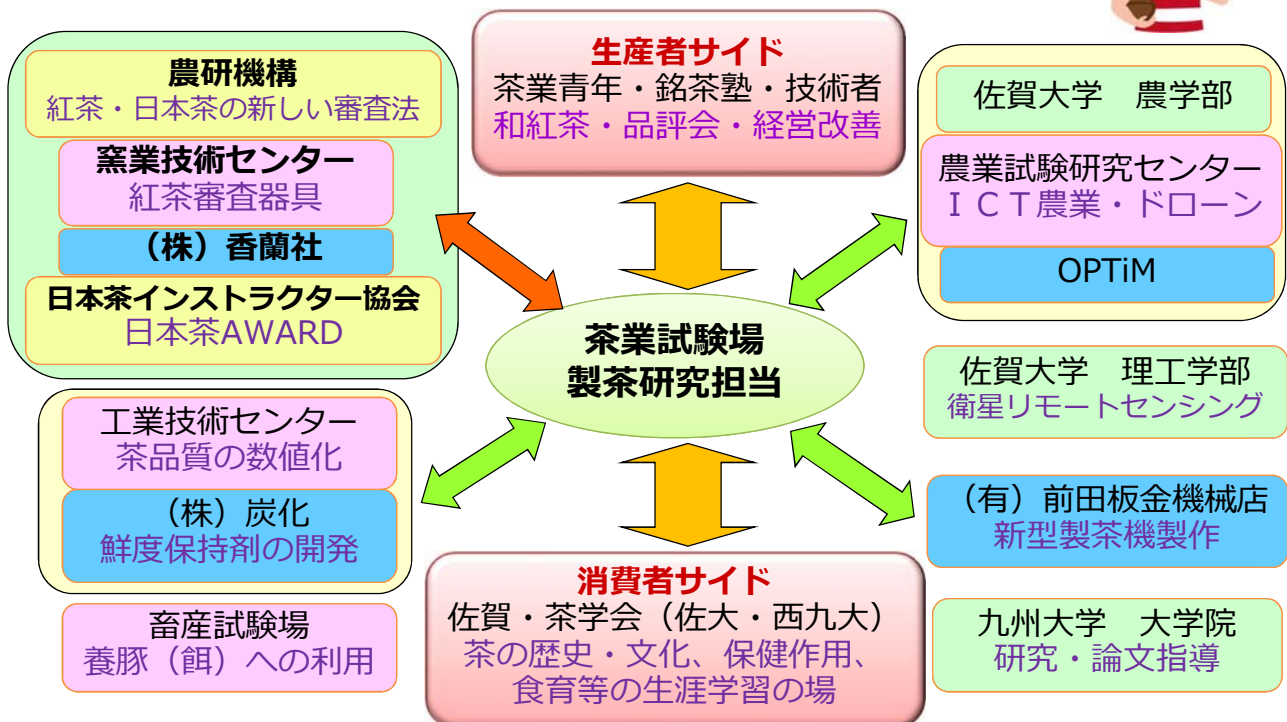 農研機構
紅茶・日本茶の新しい審査法
窯業技術センター
紅茶審査器具
（株）香蘭社
日本茶インストラクター協会
日本茶AWARD
工業技術センター
茶品質の数値化
（株）炭化
鮮度保持剤の開発
畜産試験場
養豚（餌）への利用
生産者サイド
茶業青年・銘茶塾・技術者
和紅茶・品評会・経営改善
茶業試験場
製茶研究担当
消費者サイド
佐賀・茶学会（佐大・西九大）
茶の歴史・文化、保健作用、
食育等の生涯学習の場
佐賀大学　農学部
農業試験研究センター
ＩＣＴ農業・ドローン
OPTiM
佐賀大学　理工学部
衛星リモートセンシング
（有）前田板金機械店
新型製茶機製作
九州大学　大学院
研究・論文指導